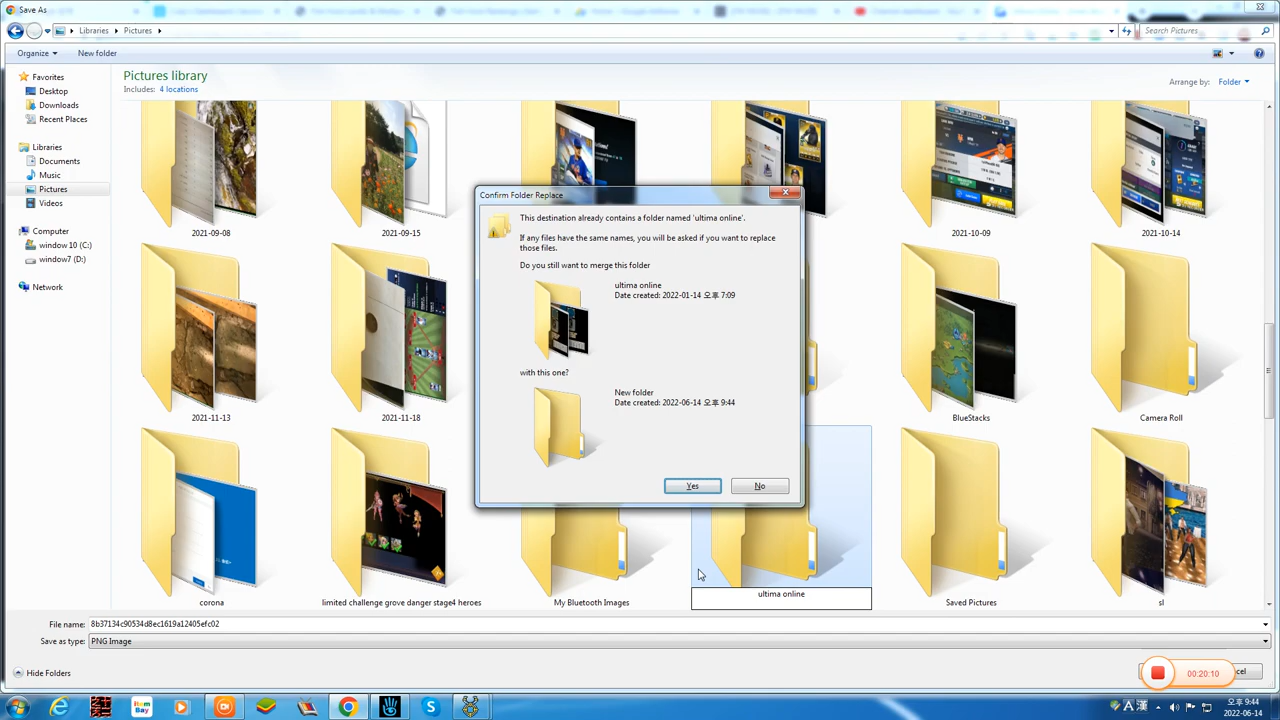 Save As
Libraries
Pictures
Search Pictures
Organize
New folder
Favorites
Desktop
Downloads
Recent Places
Libraries
Documents
Music
Pictures
Videos
Computer
window 10 (C:)
window7 (D:)
Network
Pictures library
Includes: 4 locations
Arrange by: Folder
2021-09-08
2021-09-15
2021-10-09
2021-10-14
2021-11-13
2021-11-18
BlueStacks
Camera Roll
corona
limited challenge grove danger stage4 heroes
My Bluetooth Images
ultima online
Saved Pictures
sl
Confirm Folder Replace
This destination already contains a folder named 'ultima online'.
If any files have the same names, you will be asked if you want to replace
those files.
Do you still want to merge this folder
ultima online
Date created: 2022-01-14 오후 7:09
with this one?
New folder
Date created: 2022-06-14 오후 9:44
Yes
No
File name: 8b37134c90534d8ec1619a12405efc02
Save as type: PNG Image
Hide Folders
00:20:10
Item
Bay
A 漢
오후 9:44
2022-06-14